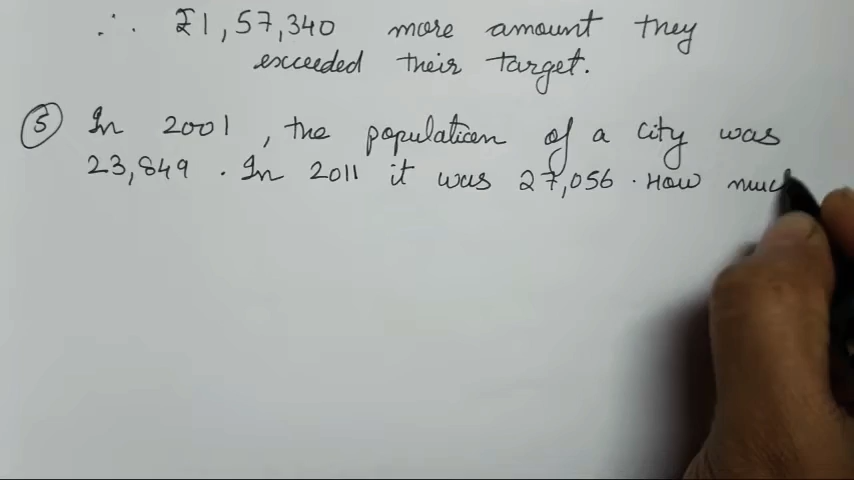 ∴ ₹1,57,340 more amount they
exceeded their target.
⑤ In 2001, the population of a city was
23,849. In 2011 it was 27,056. How much